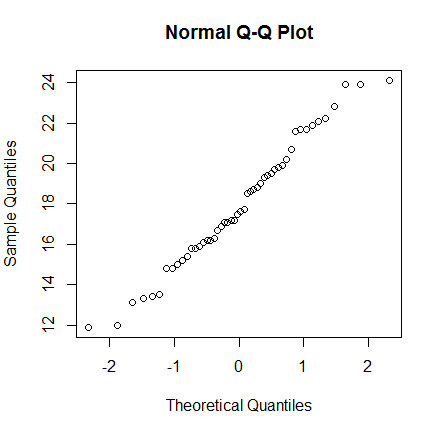 Normal Q-Q Plot
24
22
20
18
16
14
12
Sample Quantiles
-2 -1 0 1 2
Theoretical Quantiles